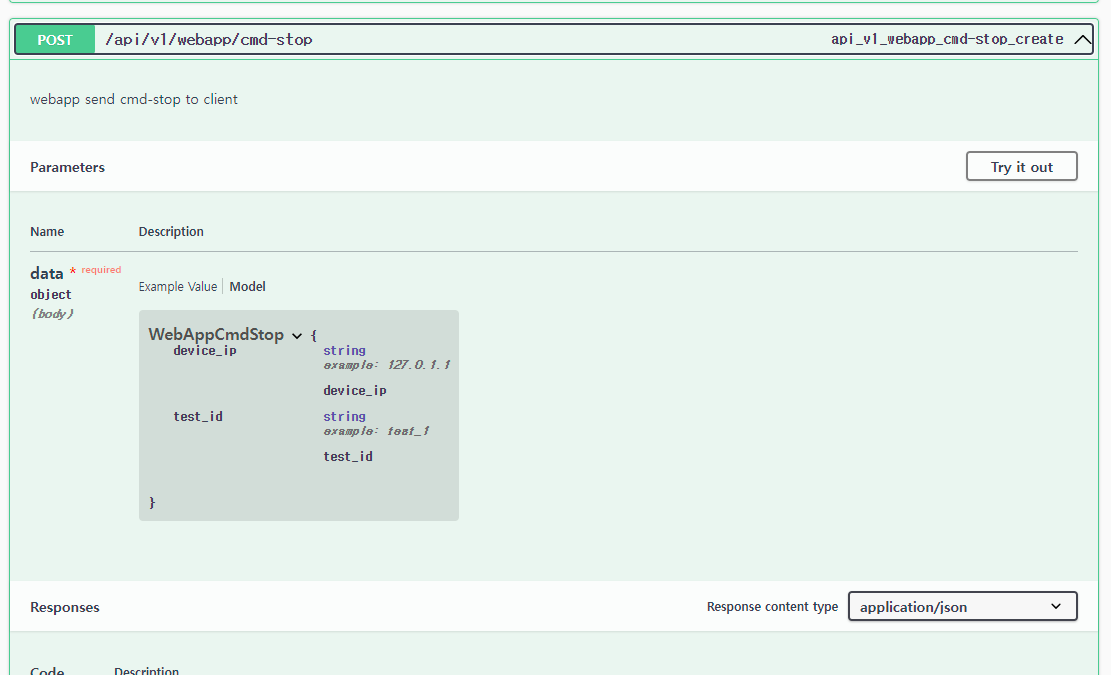 POST /api/v1/webapp/cmd-stop api_v1_webapp_cmd-stop_create
webapp send cmd-stop to client
Parameters Try it out
Name Description
data * required
object
(body)
Example Value Model
WebAppCmdStop {
device_ip string
example: 127.0.1.1
device_ip
test_id string
example: test_1
test_id
}
Responses Response content type application/json
Code Description